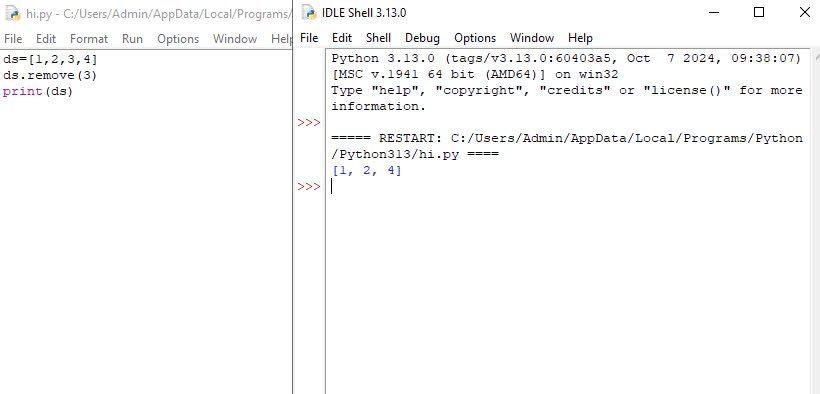 hi.py - C:/Users/Admin/AppData/Local/Programs/
File Edit Format Run Options Window Help
ds=[1,2,3,4]
ds.remove(3)
print(ds)
IDLE Shell 3.13.0
File Edit Shell Debug Options Window Help
Python 3.13.0 (tags/v3.13.0:60403a5, Oct  7 2024, 09:38:07)
[MSC v.1941 64 bit (AMD64)] on win32
Type "help", "copyright", "credits" or "license()" for more
information.
>>>
===== RESTART: C:/Users/Admin/AppData/Local/Programs/Python
/Python313/hi.py ====
[1, 2, 4]
>>>